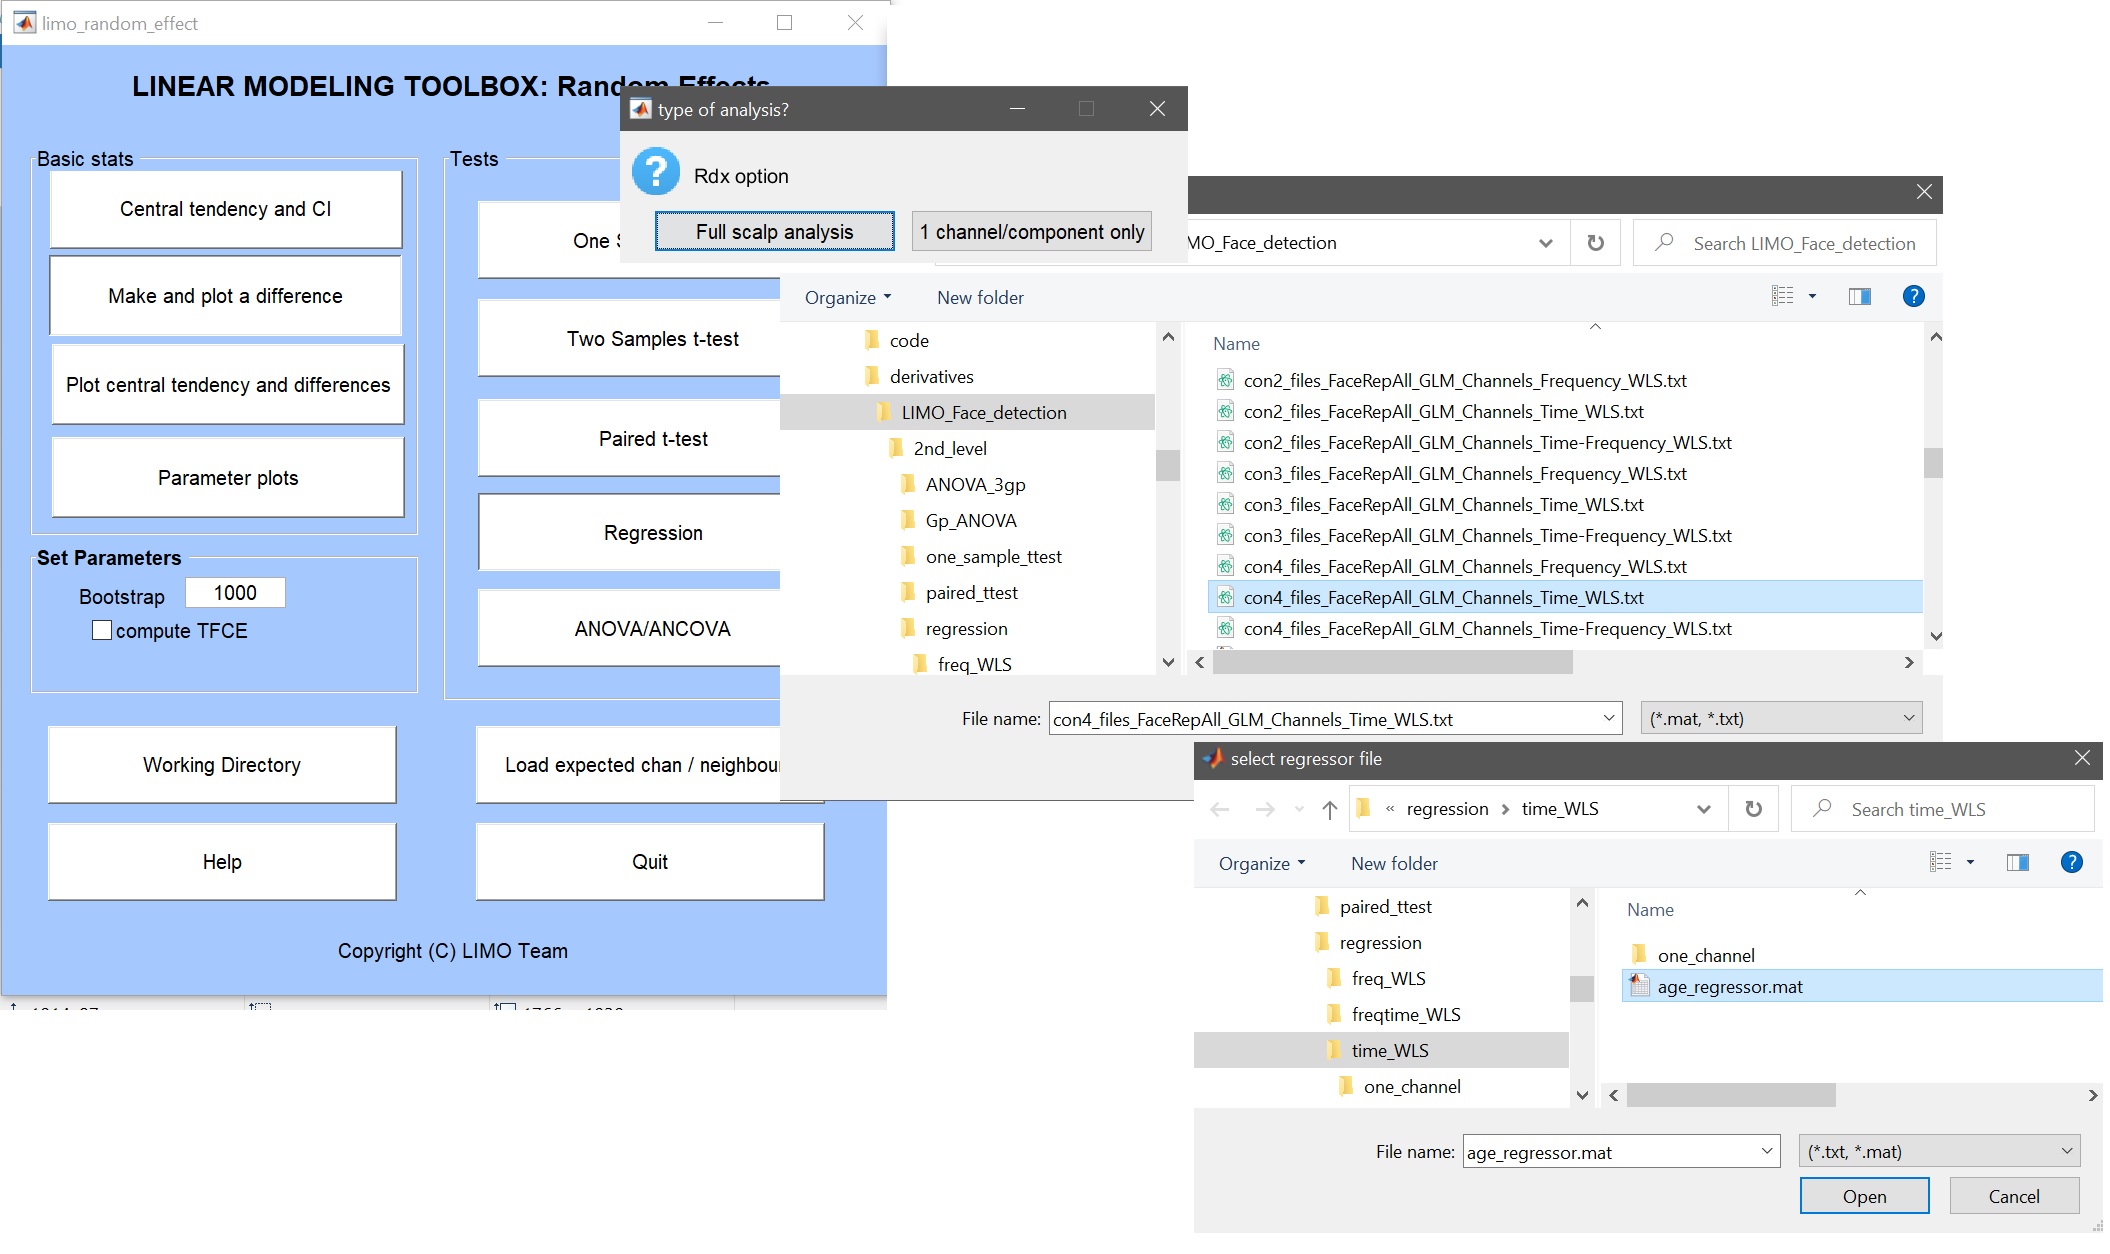 limo_random_effect
LINEAR MODELING TOOLBOX: Random Effects
Basic stats
Central tendency and CI
Make and plot a difference
Plot central tendency and differences
Parameter plots
Set Parameters
Bootstrap 1000
compute TFCE
Tests
One S
Two Samples t-test
Paired t-test
Regression
ANOVA/ANCOVA
Working Directory
Load expected chan / neighbour
Help
Quit
Copyright (C) LIMO Team
type of analysis?
Rdx option
Full scalp analysis
1 channel/component only
MO_Face_detection
Search LIMO_Face_detection
Organize
New folder
code
derivatives
LIMO_Face_detection
2nd_level
ANOVA_3gp
Gp_ANOVA
one_sample_ttest
paired_ttest
regression
freq_WLS
Name
con2_files_FaceRepAll_GLM_Channels_Frequency_WLS.txt
con2_files_FaceRepAll_GLM_Channels_Time_WLS.txt
con2_files_FaceRepAll_GLM_Channels_Time-Frequency_WLS.txt
con3_files_FaceRepAll_GLM_Channels_Frequency_WLS.txt
con3_files_FaceRepAll_GLM_Channels_Time_WLS.txt
con3_files_FaceRepAll_GLM_Channels_Time-Frequency_WLS.txt
con4_files_FaceRepAll_GLM_Channels_Frequency_WLS.txt
con4_files_FaceRepAll_GLM_Channels_Time_WLS.txt
con4_files_FaceRepAll_GLM_Channels_Time-Frequency_WLS.txt
File name: con4_files_FaceRepAll_GLM_Channels_Time_WLS.txt (*.mat, *.txt)
select regressor file
« regression > time_WLS
Search time_WLS
Organize
New folder
paired_ttest
regression
freq_WLS
freqtime_WLS
time_WLS
one_channel
Name
one_channel
age_regressor.mat
File name: age_regressor.mat (*.txt, *.mat)
Open
Cancel